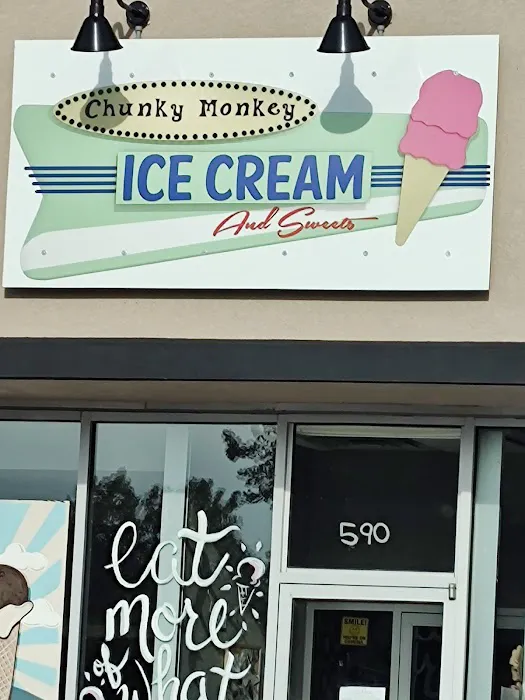 Chunky Monkey
ICE CREAM
And Sweets
590
eat
more
of
what
SMILE!